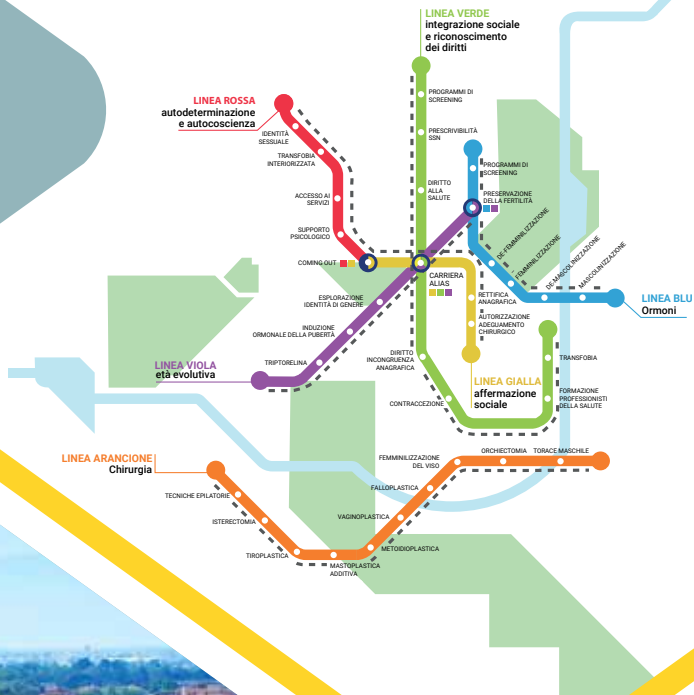 LINEA VERDE
integrazione sociale
e riconoscimento
dei diritti
PROGRAMMI DI
SCREENING
PRESCRIVIBILITÀ
SSN
DIRITTO
ALLA
SALUTE
LINEA ROSSA
autodeterminazione
e autocoscienza
IDENTITÀ
SESSUALE
TRANSFOBIA
INTERIORIZZATA
ACCESSO AI
SERVIZI
SUPPORTO
PSICOLOGICO
COMING OUT
PROGRAMMI DI
SCREENING
PRESERVAZIONE
DELLA FERTILITÀ
DE-FEMMINILIZZAZIONE
FEMMINILIZZAZIONE
DE-MASCOLINIZZAZIONE
MASCOLINIZZAZIONE
LINEA BLU
Ormoni
CARRIERA
ALIAS
RETTIFICA
ANAGRAFICA
AUTORIZZAZIONE
ADEGUAMENTO
CHIRURGICO
LINEA GIALLA
affermazione
sociale
ESPLORAZIONE
IDENTITÀ DI GENERE
INDUZIONE
ORMONALE DELLA PUBERTÀ
TRIPTORELINA
LINEA VIOLA
età evolutiva
DIRITTO
INCONGRUENZA
ANAGRAFICA
CONTRACCEZIONE
TRANSFOBIA
FORMAZIONE
PROFESSIONISTI
DELLA SALUTE
LINEA ARANCIONE
Chirurgia
TECNICHE EPILATORIE
ISTERECTOMIA
TIROPLASTICA
MASTOPLASTICA
ADDITIVA
METOIDIOPLASTICA
VAGINOPLASTICA
FALLOPLASTICA
FEMMINILIZZAZIONE
DEL VISO
ORCHIECTOMIA
TORACE MASCHILE